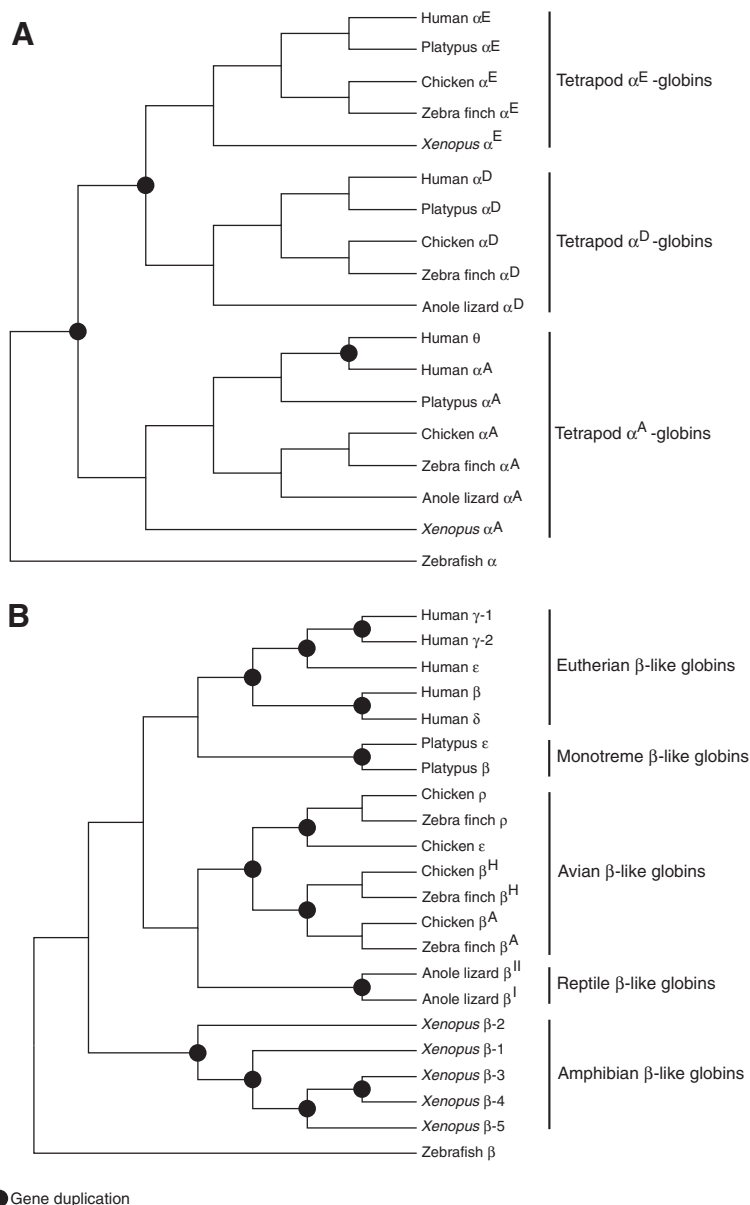 A
Human αE
Platypus αE
Chicken αE
Zebra finch αE
Xenopus αE
Tetrapod αE -globins
Human αD
Platypus αD
Chicken αD
Zebra finch αD
Anole lizard αD
Tetrapod αD -globins
Human θ
Human αA
Platypus αA
Chicken αA
Zebra finch αA
Anole lizard αA
Xenopus αA
Tetrapod αA -globins
Zebrafish α
B
Human γ-1
Human γ-2
Human ε
Human β
Human δ
Eutherian β-like globins
Platypus ε
Platypus β
Monotreme β-like globins
Chicken ρ
Zebra finch ρ
Chicken ε
Chicken βH
Zebra finch βH
Chicken βA
Zebra finch βA
Avian β-like globins
Anole lizard βII
Anole lizard βI
Reptile β-like globins
Xenopus β-2
Xenopus β-1
Xenopus β-3
Xenopus β-4
Xenopus β-5
Amphibian β-like globins
Zebrafish β
Gene duplication